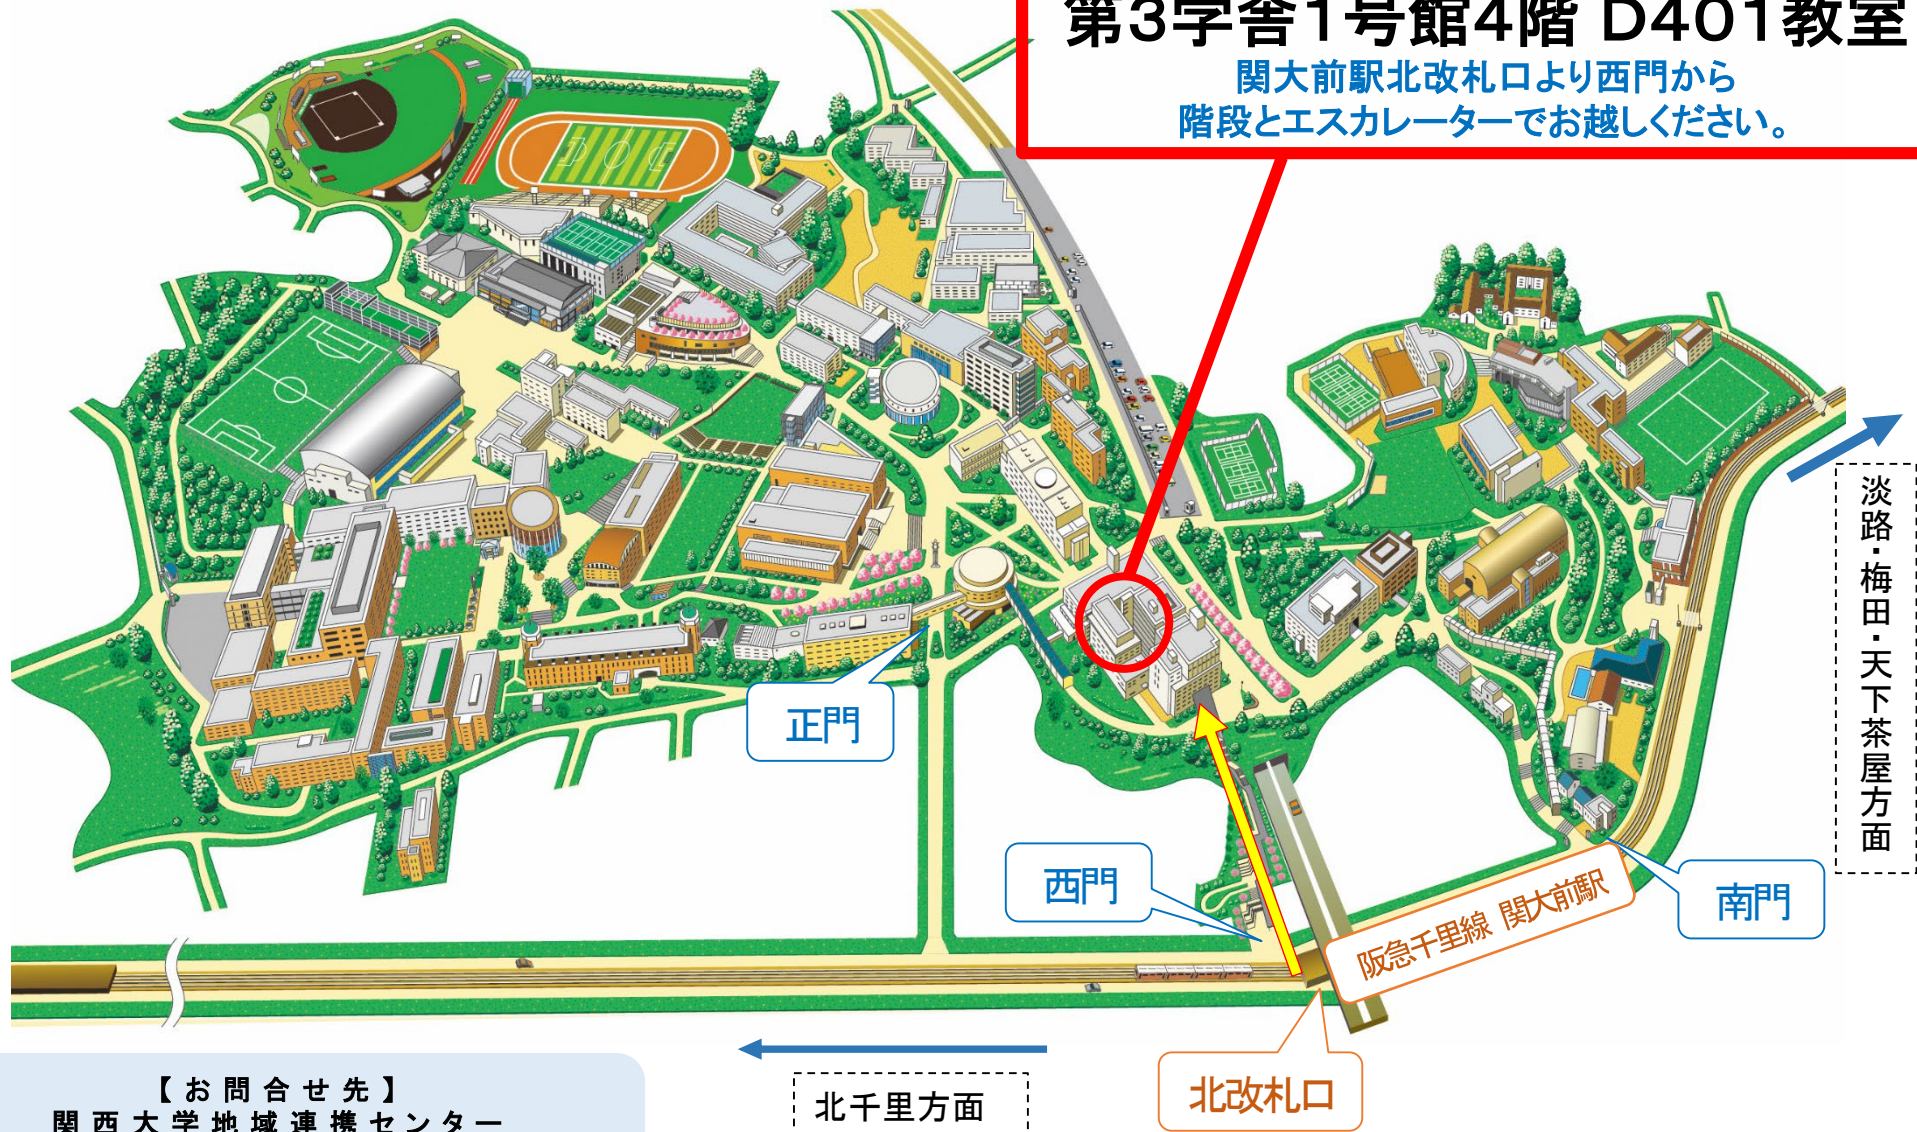 第3学舎1号館4階 D401教室
関大前駅北改札口より西門から
階段とエスカレーターでお越しください。
淡路・梅田・天下茶屋方面
正門
西門
南門
阪急千里線 関大前駅
北改札口
北千里方面
【お問合せ先】
関西大学地域連携センター